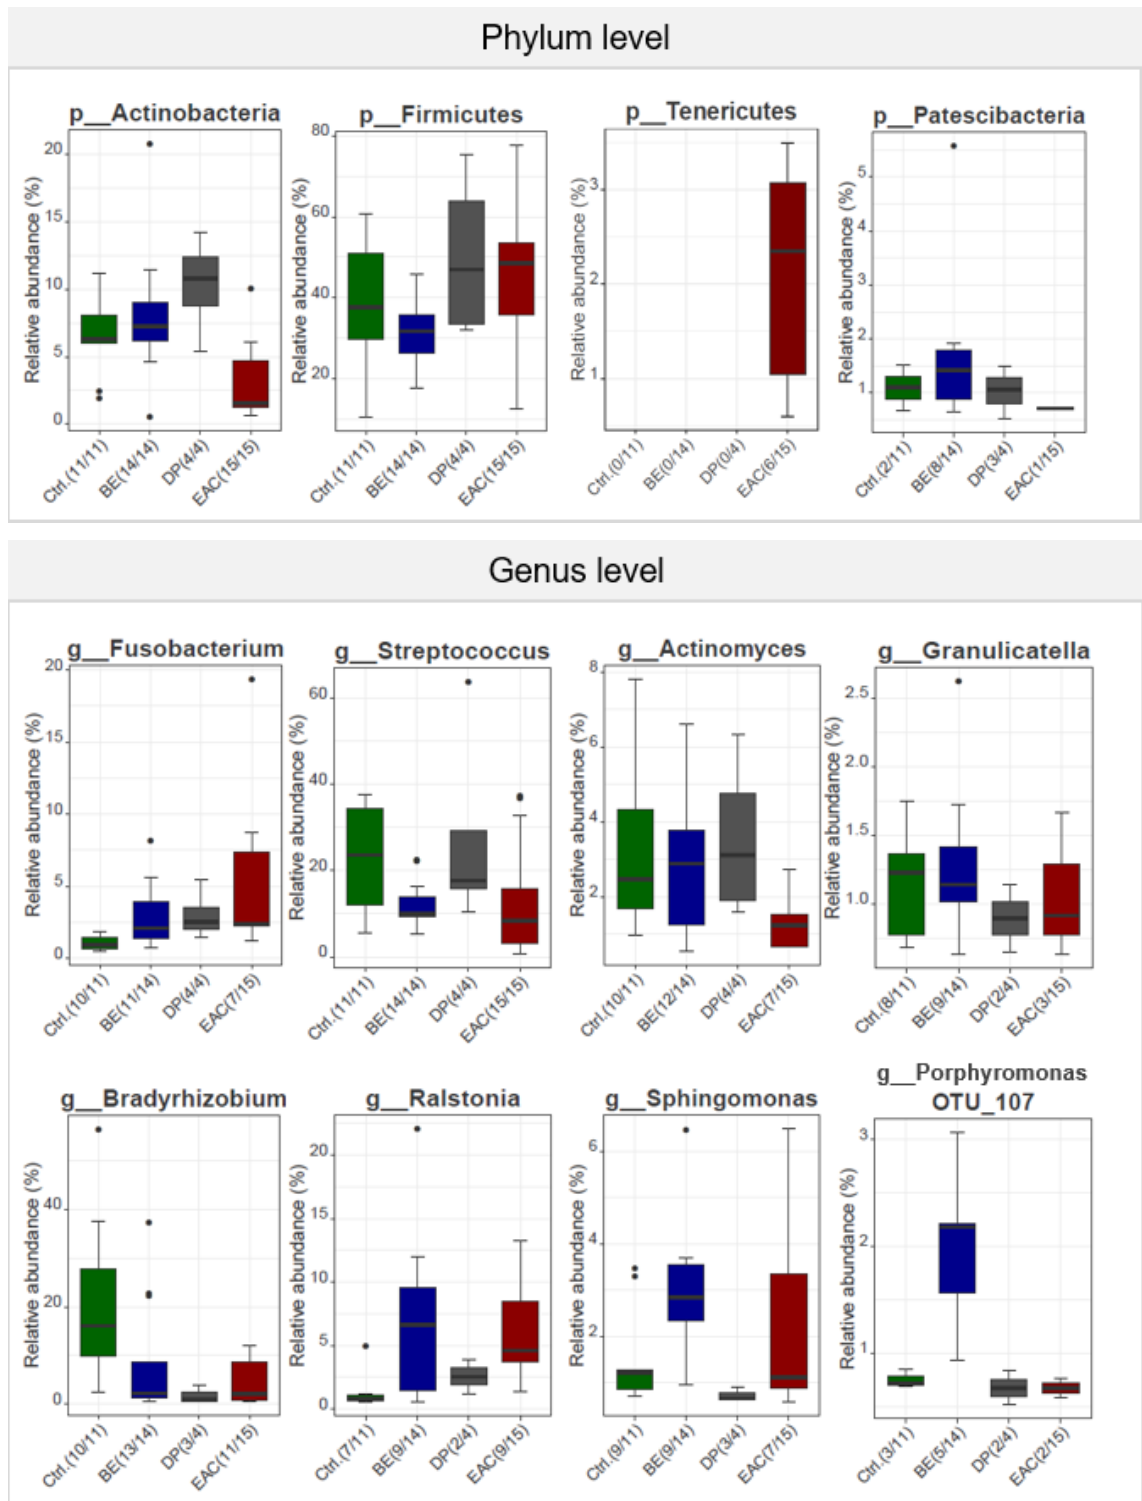 Phylum level
p__Actinobacteria
p__Firmicutes
p__Tenericutes
p__Patescibacteria
Relative abundance (%)
20
15
10
5
0
Ctrl.(11/11)
BE(14/14)
DP(4/4)
EAC(15/15)
Relative abundance (%)
80
60
40
20
Ctrl.(11/11)
BE(14/14)
DP(4/4)
EAC(15/15)
Relative abundance (%)
3
2
1
Ctrl.(0/11)
BE(0/14)
DP(0/4)
EAC(6/15)
Relative abundance (%)
5
4
3
2
1
Ctrl.(2/11)
BE(8/14)
DP(3/4)
EAC(1/15)
Genus level
g__Fusobacterium
g__Streptococcus
g__Actinomyces
g__Granulicatella
Relative abundance (%)
20
15
10
5
0
Ctrl.(10/11)
BE(11/14)
DP(4/4)
EAC(7/15)
Relative abundance (%)
60
40
20
0
Ctrl.(11/11)
BE(14/14)
DP(4/4)
EAC(15/15)
Relative abundance (%)
8
6
4
2
Ctrl.(10/11)
BE(12/14)
DP(4/4)
EAC(7/15)
Relative abundance (%)
2.5
2.0
1.5
1.0
Ctrl.(8/11)
BE(9/14)
DP(2/4)
EAC(3/15)
g__Bradyrhizobium
g__Ralstonia
g__Sphingomonas
g__Porphyromonas
OTU_107
Relative abundance (%)
40
20
0
Ctrl.(10/11)
BE(13/14)
DP(3/4)
EAC(11/15)
Relative abundance (%)
20
15
10
5
0
Ctrl.(7/11)
BE(9/14)
DP(2/4)
EAC(9/15)
Relative abundance (%)
6
4
2
Ctrl.(9/11)
BE(9/14)
DP(3/4)
EAC(7/15)
Relative abundance (%)
3
2
1
Ctrl.(3/11)
BE(5/14)
DP(2/4)
EAC(2/15)